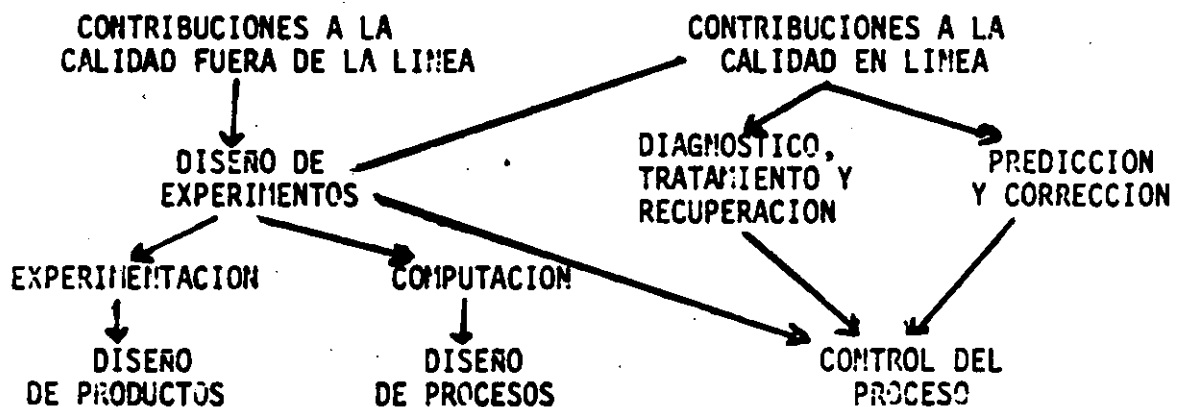 CONTRIBUCIONES A LA
CALIDAD FUERA DE LA LINEA
CONTRIBUCIONES A LA
CALIDAD EN LINEA
DISEÑO DE
EXPERIMENTOS
DIAGNOSTICO,
TRATAMIENTO Y
RECUPERACION
PREDICCION
Y CORRECCION
EXPERIMENTACION
COMPUTACION
DISEÑO
DE PRODUCTOS
DISEÑO
DE PROCESOS
CONTROL DEL
PROCESO